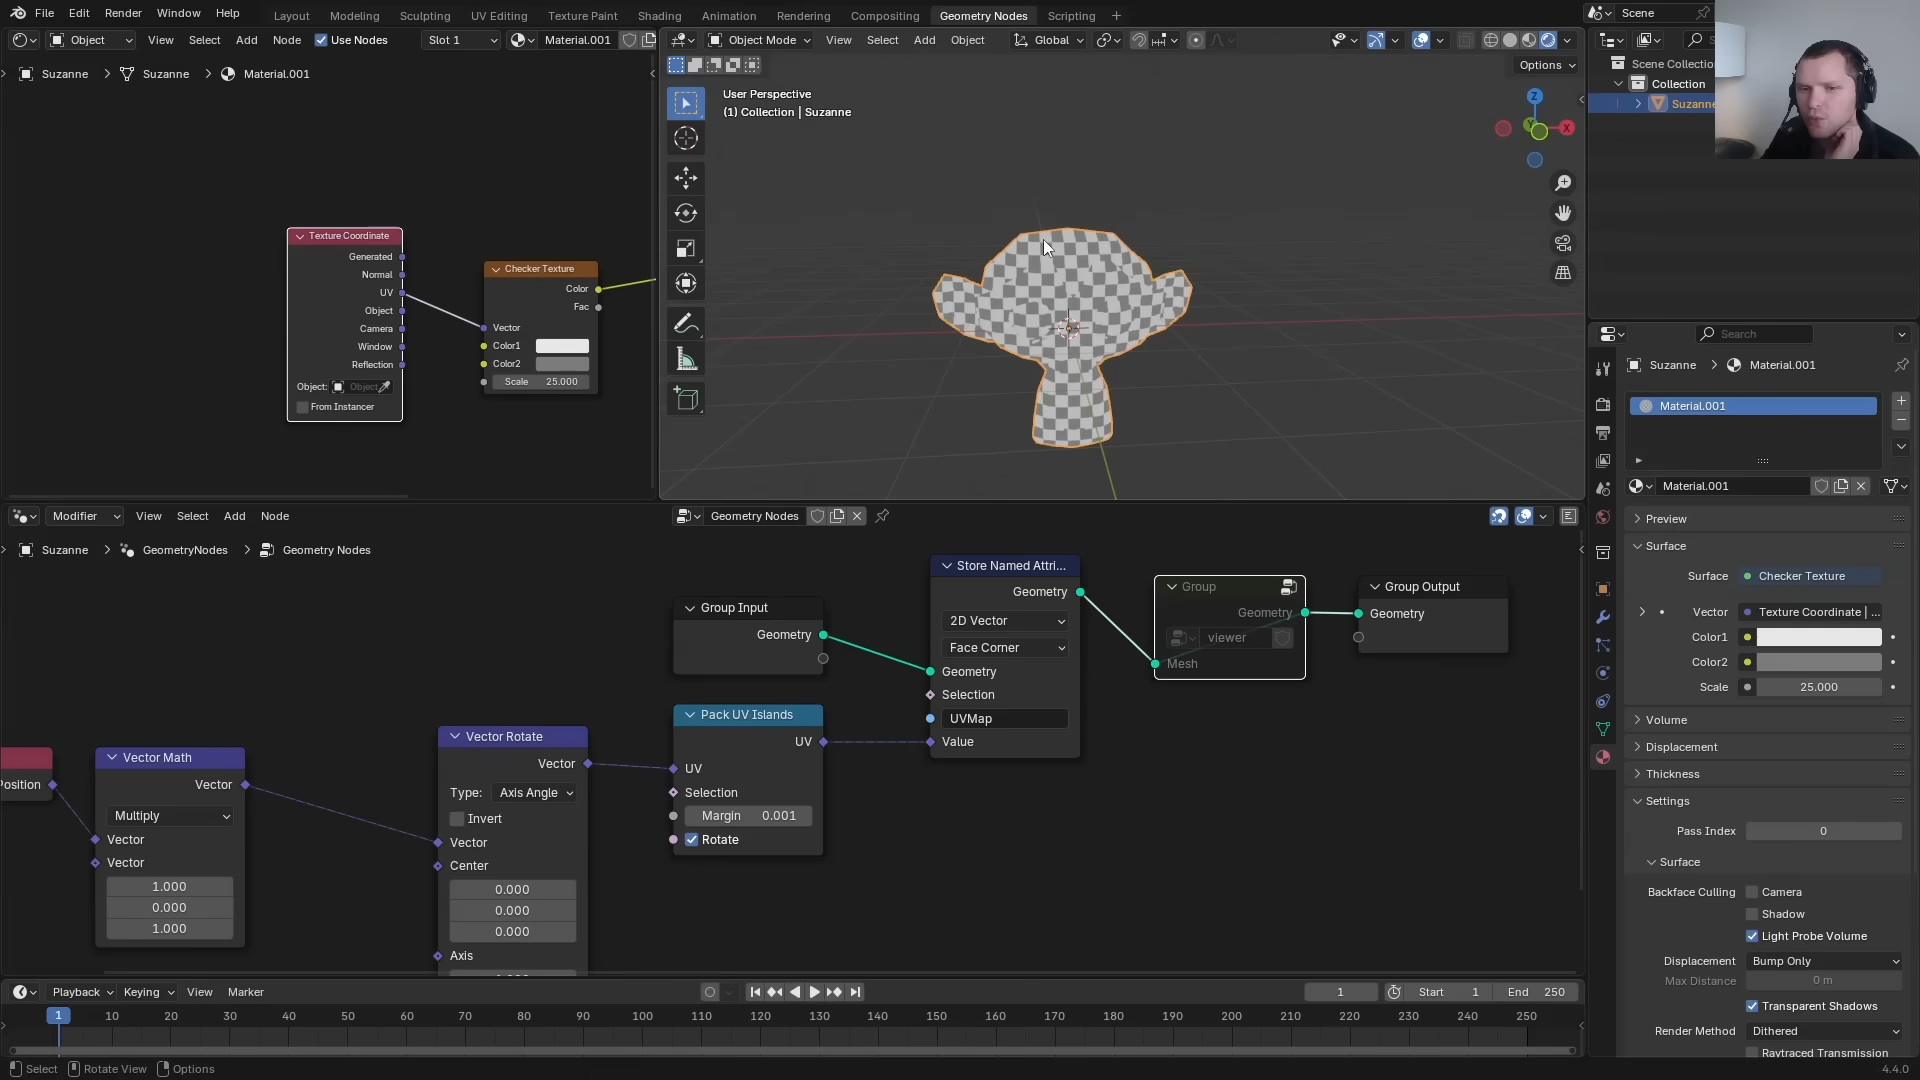 File Edit Render Window Help
Layout Modeling Sculpting UV Editing Texture Paint Shading Animation Rendering Compositing Geometry Nodes Scripting +
Scene
Object View Select Add Node Use Nodes Slot 1 Material.001
Suzanne > Suzanne > Material.001
Texture Coordinate
Generated
Normal
UV
Object
Camera
Window
Reflection
Object: Object
From Instancer
Checker Texture
Color
Fac
Vector
Color1
Color2
Scale 25.000
Object Mode View Select Add Object Global
Options
User Perspective
(1) Collection | Suzanne
Z
Y
X
Scene Collectio
Collection
Suzanne
Modifier View Select Add Node Geometry Nodes
Suzanne > GeometryNodes > Geometry Nodes
Position
Vector Math
Vector
Multiply
Vector
Vector
1.000
0.000
1.000
Vector Rotate
Vector
Type: Axis Angle
Invert
Vector
Center
0.000
0.000
0.000
Axis
Group Input
Geometry
Pack UV Islands
UV
UV
Selection
Margin 0.001
Rotate
Store Named Attri...
Geometry
2D Vector
Face Corner
Geometry
Selection
UVMap
Value
Group
Geometry
viewer
Mesh
Group Output
Geometry
Search
Suzanne > Material.001
Material.001
Material.001
Preview
Surface
Surface Checker Texture
Vector Texture Coordinate | ...
Color1
Color2
Scale 25.000
Volume
Displacement
Thickness
Settings
Pass Index 0
Surface
Backface Culling Camera
Shadow
Light Probe Volume
Displacement Bump Only
Max Distance 0 m
Transparent Shadows
Render Method Dithered
Raytraced Transmission
Playback Keying View Marker
1 Start 1 End 250
1 10 20 30 40 50 60 70 80 90 100 110 120 130 140 150 160 170 180 190 200 210 220 230 240 250
Select Rotate View Options
4.4.0